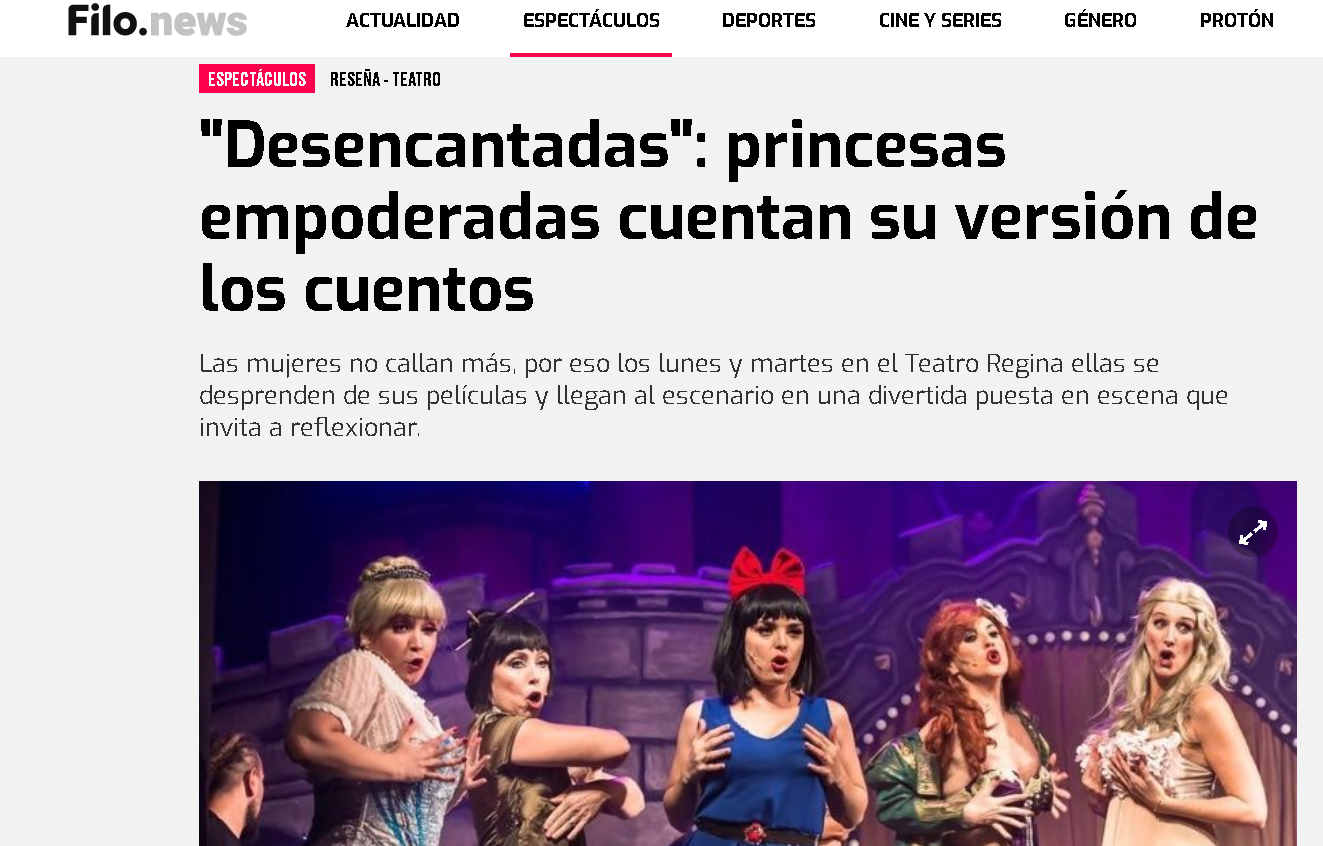 Filo.news
ACTUALIDAD ESPECTÁCULOS DEPORTES CINE Y SERIES GÉNERO PROTÓN
ESPECTÁCULOS RESEÑA - TEATRO
"Desencantadas": princesas
empoderadas cuentan su versión de
los cuentos
Las mujeres no callan más, por eso los lunes y martes en el Teatro Regina ellas se
desprenden de sus películas y llegan al escenario en una divertida puesta en escena que
invita a reflexionar.